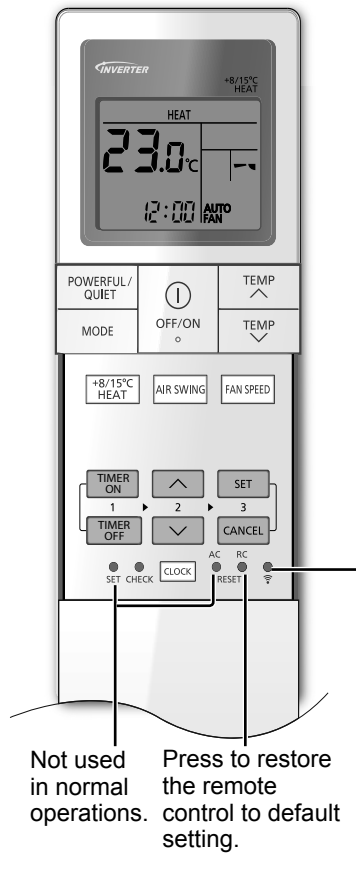 INVERTER
+8/15°C
HEAT
HEAT
23.0°C
12:00 AUTO
FAN
POWERFUL/
QUIET
OFF/ON
TEMP
MODE
TEMP
+8/15°C
HEAT
AIR SWING
FAN SPEED
TIMER
ON
SET
1 2 3
TIMER
OFF
CANCEL
AC RC
SET CHECK CLOCK RESET
Not used
in normal
operations.
Press to restore
the remote
control to default
setting.